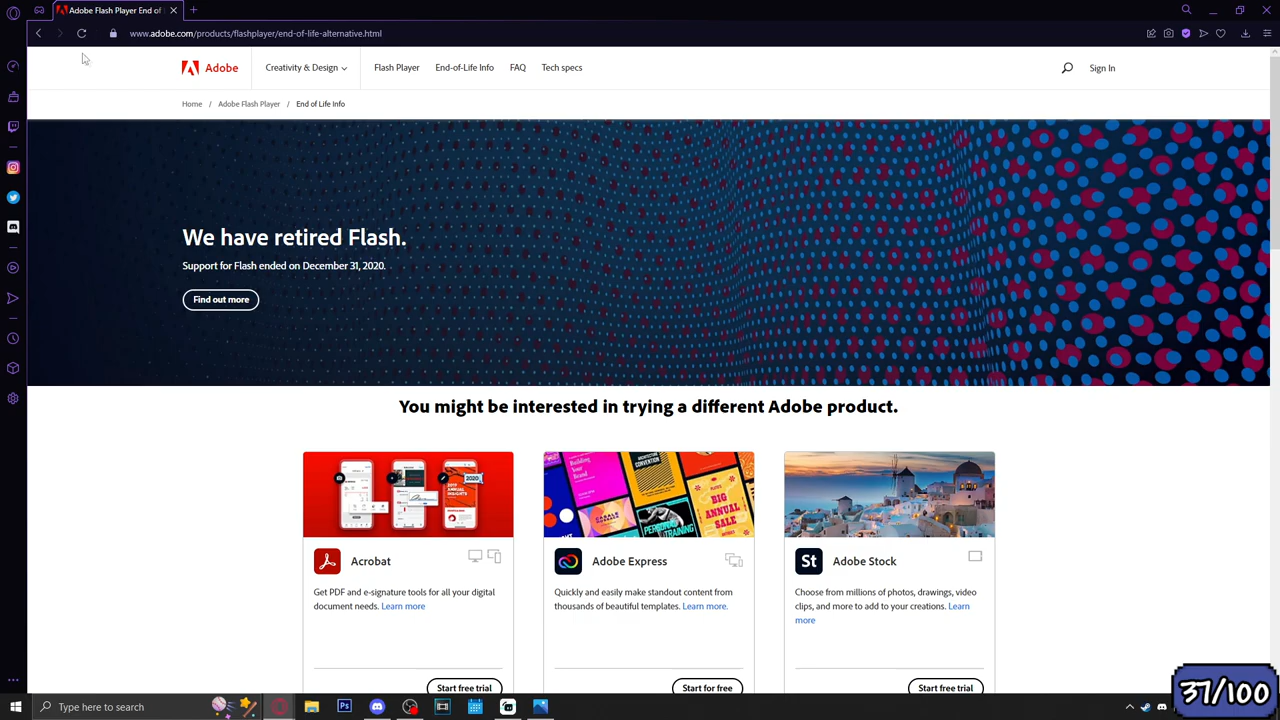 Adobe Flash Player End of
www.adobe.com/products/flashplayer/end-of-life-alternative.html
Adobe
Creativity & Design
Flash Player
End-of-Life Info
FAQ
Tech specs
Sign In
Home / Adobe Flash Player / End of Life Info
We have retired Flash.
Support for Flash ended on December 31, 2020.
Find out more
You might be interested in trying a different Adobe product.
Acrobat
Get PDF and e-signature tools for all your digital
document needs. Learn more
Start free trial
BIG
ANNUAL
SALE
Adobe Express
Quickly and easily make standout content from
thousands of beautiful templates. Learn more.
Start for free
St
Adobe Stock
Choose from millions of photos, drawings, video
clips, and more to add to your creations. Learn
more
Start free trial
Type here to search
Ps
37/100